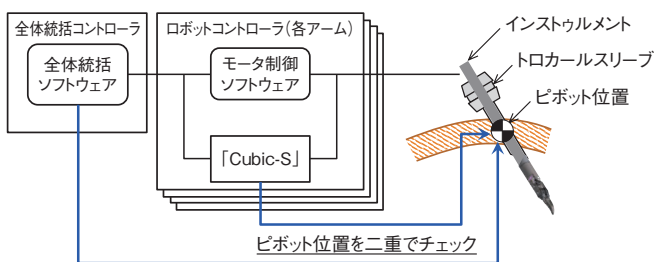 全体統括コントローラ
全体統括
ソフトウェア
ロボットコントローラ(各アーム)
モータ制御
ソフトウェア
「Cubic-S」
インストゥルメント
トロカールスリーブ
ピボット位置
ピボット位置を二重でチェック